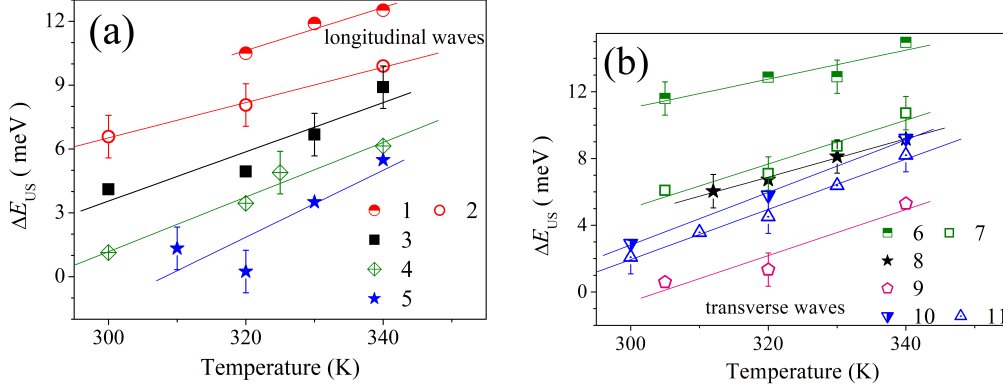 (a)
longitudinal waves
12
9
6
3
0
ΔE_US (meV)
1 2
3
4
5
300 320 340
Temperature (K)
(b)
12
8
4
0
ΔE_US (meV)
6 7
8
9
10 11
transverse waves
300 320 340
Temperature (K)